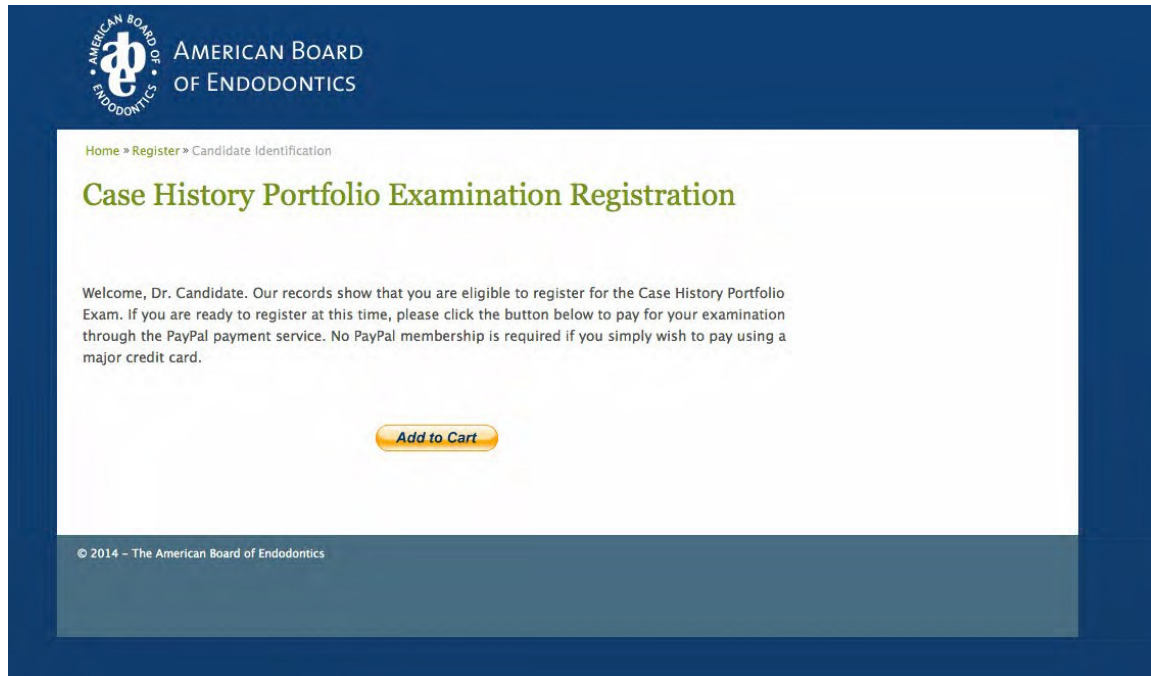 AMERICAN BOARD OF ENDODONTICS
abe
AMERICAN BOARD
OF ENDODONTICS
Home » Register » Candidate Identification
Case History Portfolio Examination Registration
Welcome, Dr. Candidate. Our records show that you are eligible to register for the Case History Portfolio
Exam. If you are ready to register at this time, please click the button below to pay for your examination
through the PayPal payment service. No PayPal membership is required if you simply wish to pay using a
major credit card.
Add to Cart
© 2014 – The American Board of Endodontics